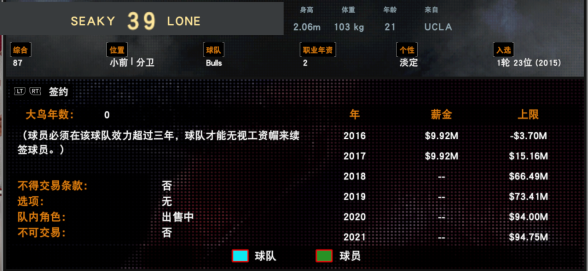 SEAKY 39 LONE
身高 体重 年龄 来自
2.06m 103 kg 21 UCLA
综合 位置 球队 职业年资 个性 入选
87 小前 | 分卫 Bulls 2 淡定 1轮 23位 (2015)
LT RT 签约
大鸟年数： 0
（球员必须在该球队效力超过三年，球队才能无视工资帽来续
签球员。）
不得交易条款： 否
选项： 无
队内角色： 出售中
不可交易： 否
年 薪金 上限
2016 $9.92M -$3.70M
2017 $9.92M $15.16M
2018 -- $66.49M
2019 -- $73.41M
2020 -- $94.00M
2021 -- $94.75M
球队 球员